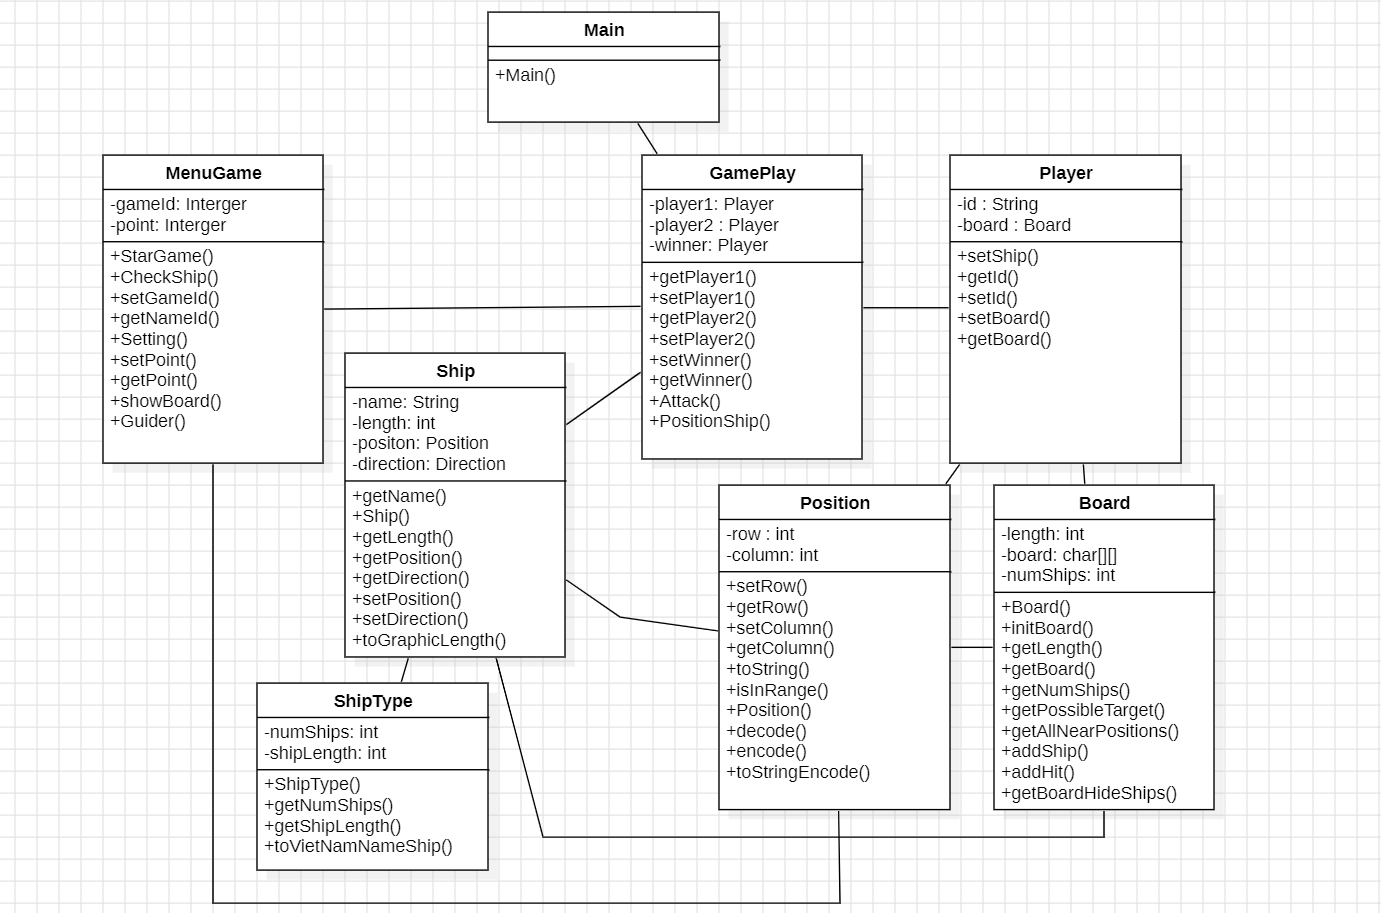 Main
+Main()
MenuGame
-gameId: Interger
-point: Interger
+StarGame()
+CheckShip()
+setGameId()
+getNameId()
+Setting()
+setPoint()
+getPoint()
+showBoard()
+Guider()
GamePlay
-player1: Player
-player2 : Player
-winner: Player
+getPlayer1()
+setPlayer1()
+getPlayer2()
+setPlayer2()
+setWinner()
+getWinner()
+Attack()
+PositionShip()
Player
-id : String
-board : Board
+setShip()
+getId()
+setId()
+setBoard()
+getBoard()
Ship
-name: String
-length: int
-positon: Position
-direction: Direction
+getName()
+Ship()
+getLength()
+getPosition()
+getDirection()
+setPosition()
+setDirection()
+toGraphicLength()
Position
-row : int
-column: int
+setRow()
+getRow()
+setColumn()
+getColumn()
+toString()
+isInRange()
+Position()
+decode()
+encode()
+toStringEncode()
Board
-length: int
-board: char[][]
-numShips: int
+Board()
+initBoard()
+getLength()
+getBoard()
+getNumShips()
+getPossibleTarget()
+getAllNearPositions()
+addShip()
+addHit()
+getBoardHideShips()
ShipType
-numShips: int
-shipLength: int
+ShipType()
+getNumShips()
+getShipLength()
+toVietNamNameShip()